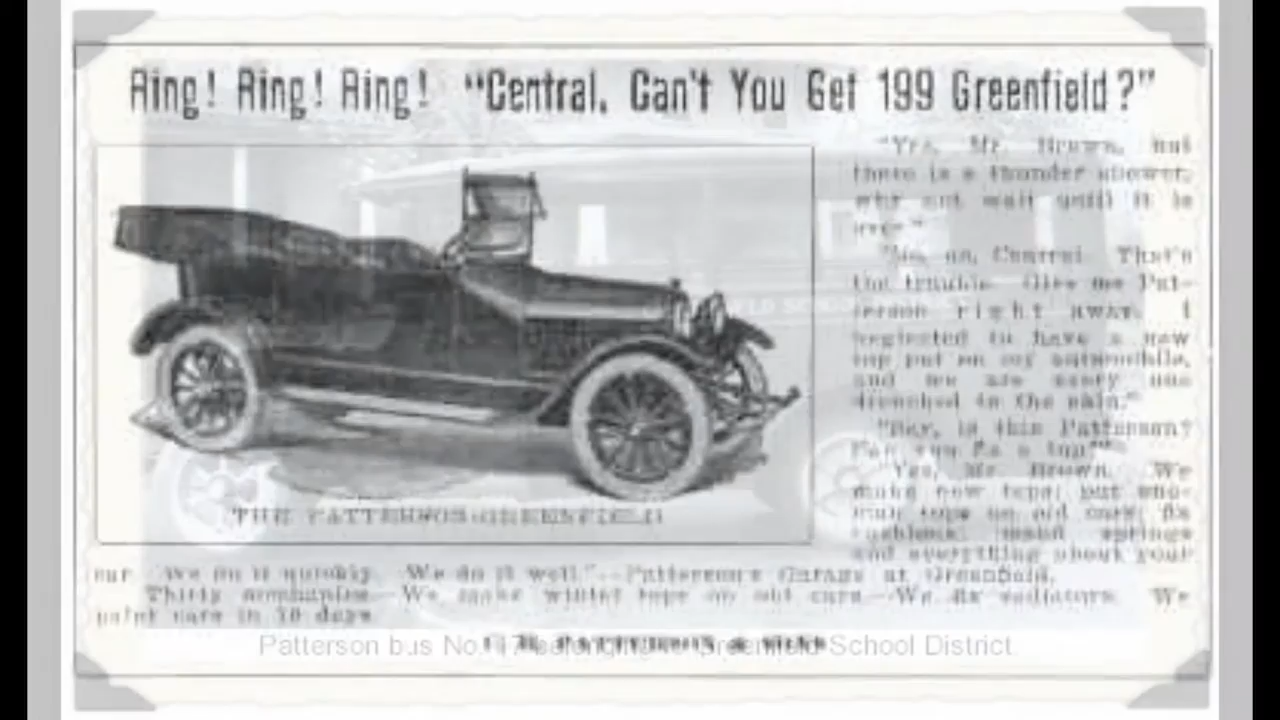 Ring! Ring! Ring! "Central, Can't You Get 199 Greenfield?"
"Yes, Mr. Brown, but
there is a thunder shower,
why not wait until it is
over"
"No, no, Central. That's
the trouble. Give me Pat-
terson right away. I
neglected to have a new
top put on my automobile,
and we are every one
drenched to the skin."
"Say, is this Patterson?
Can you fix a top?"
"Yes, Mr. Brown. We
make new tops; put
tops on old cars; fix
cushions, springs
and everything about your
THE PATTERSON-GREENFIELD
car. We do it quickly. We do it well."—Patterson's Garage at Greenfield.
Thirty mechanics—We make winter tops on old cars—We fix radiators. We
paint cars in 10 days
Patterson bus No. Greenfield School District.